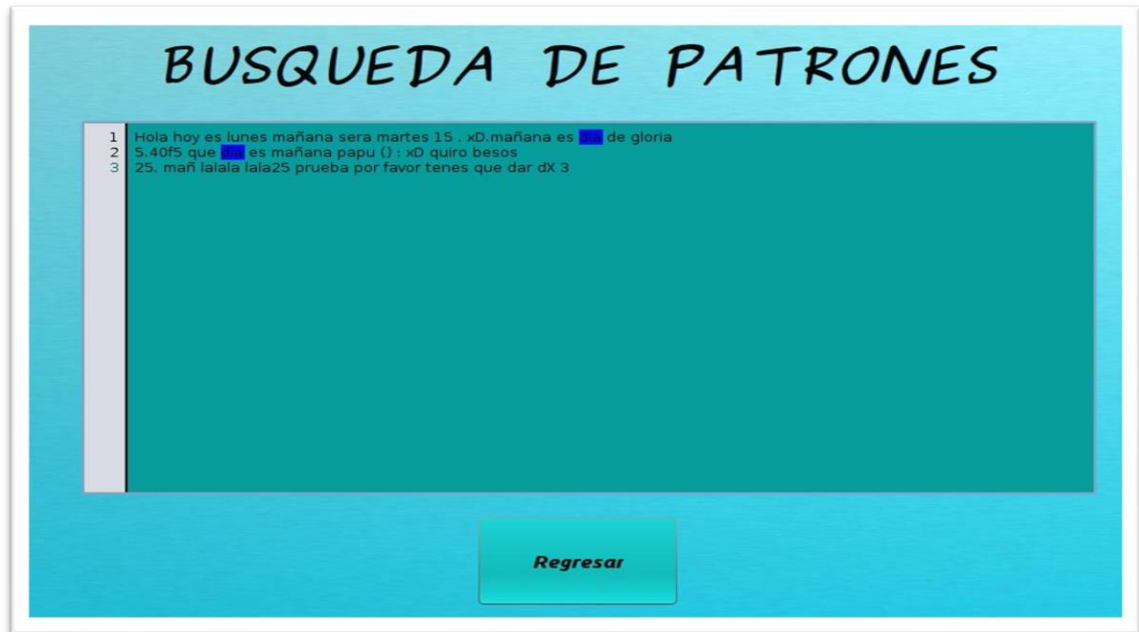 BUSQUEDA DE PATRONES
1 Hola hoy es lunes mañana sera martes 15 . xD.mañana es dia de gloria
2 5.40f5 que dia es mañana papu () : xD quiro besos
3 25. mañ lalala lala25 prueba por favor tenes que dar dX 3
Regresar